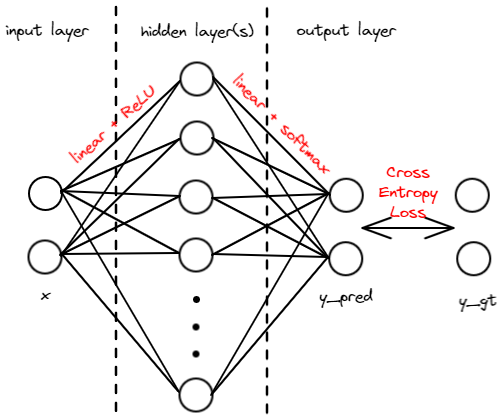 input layer
hidden layer(s)
output layer
linear + ReLU
linear + softmax
Cross
Entropy
Loss
x
y_pred
y_gt